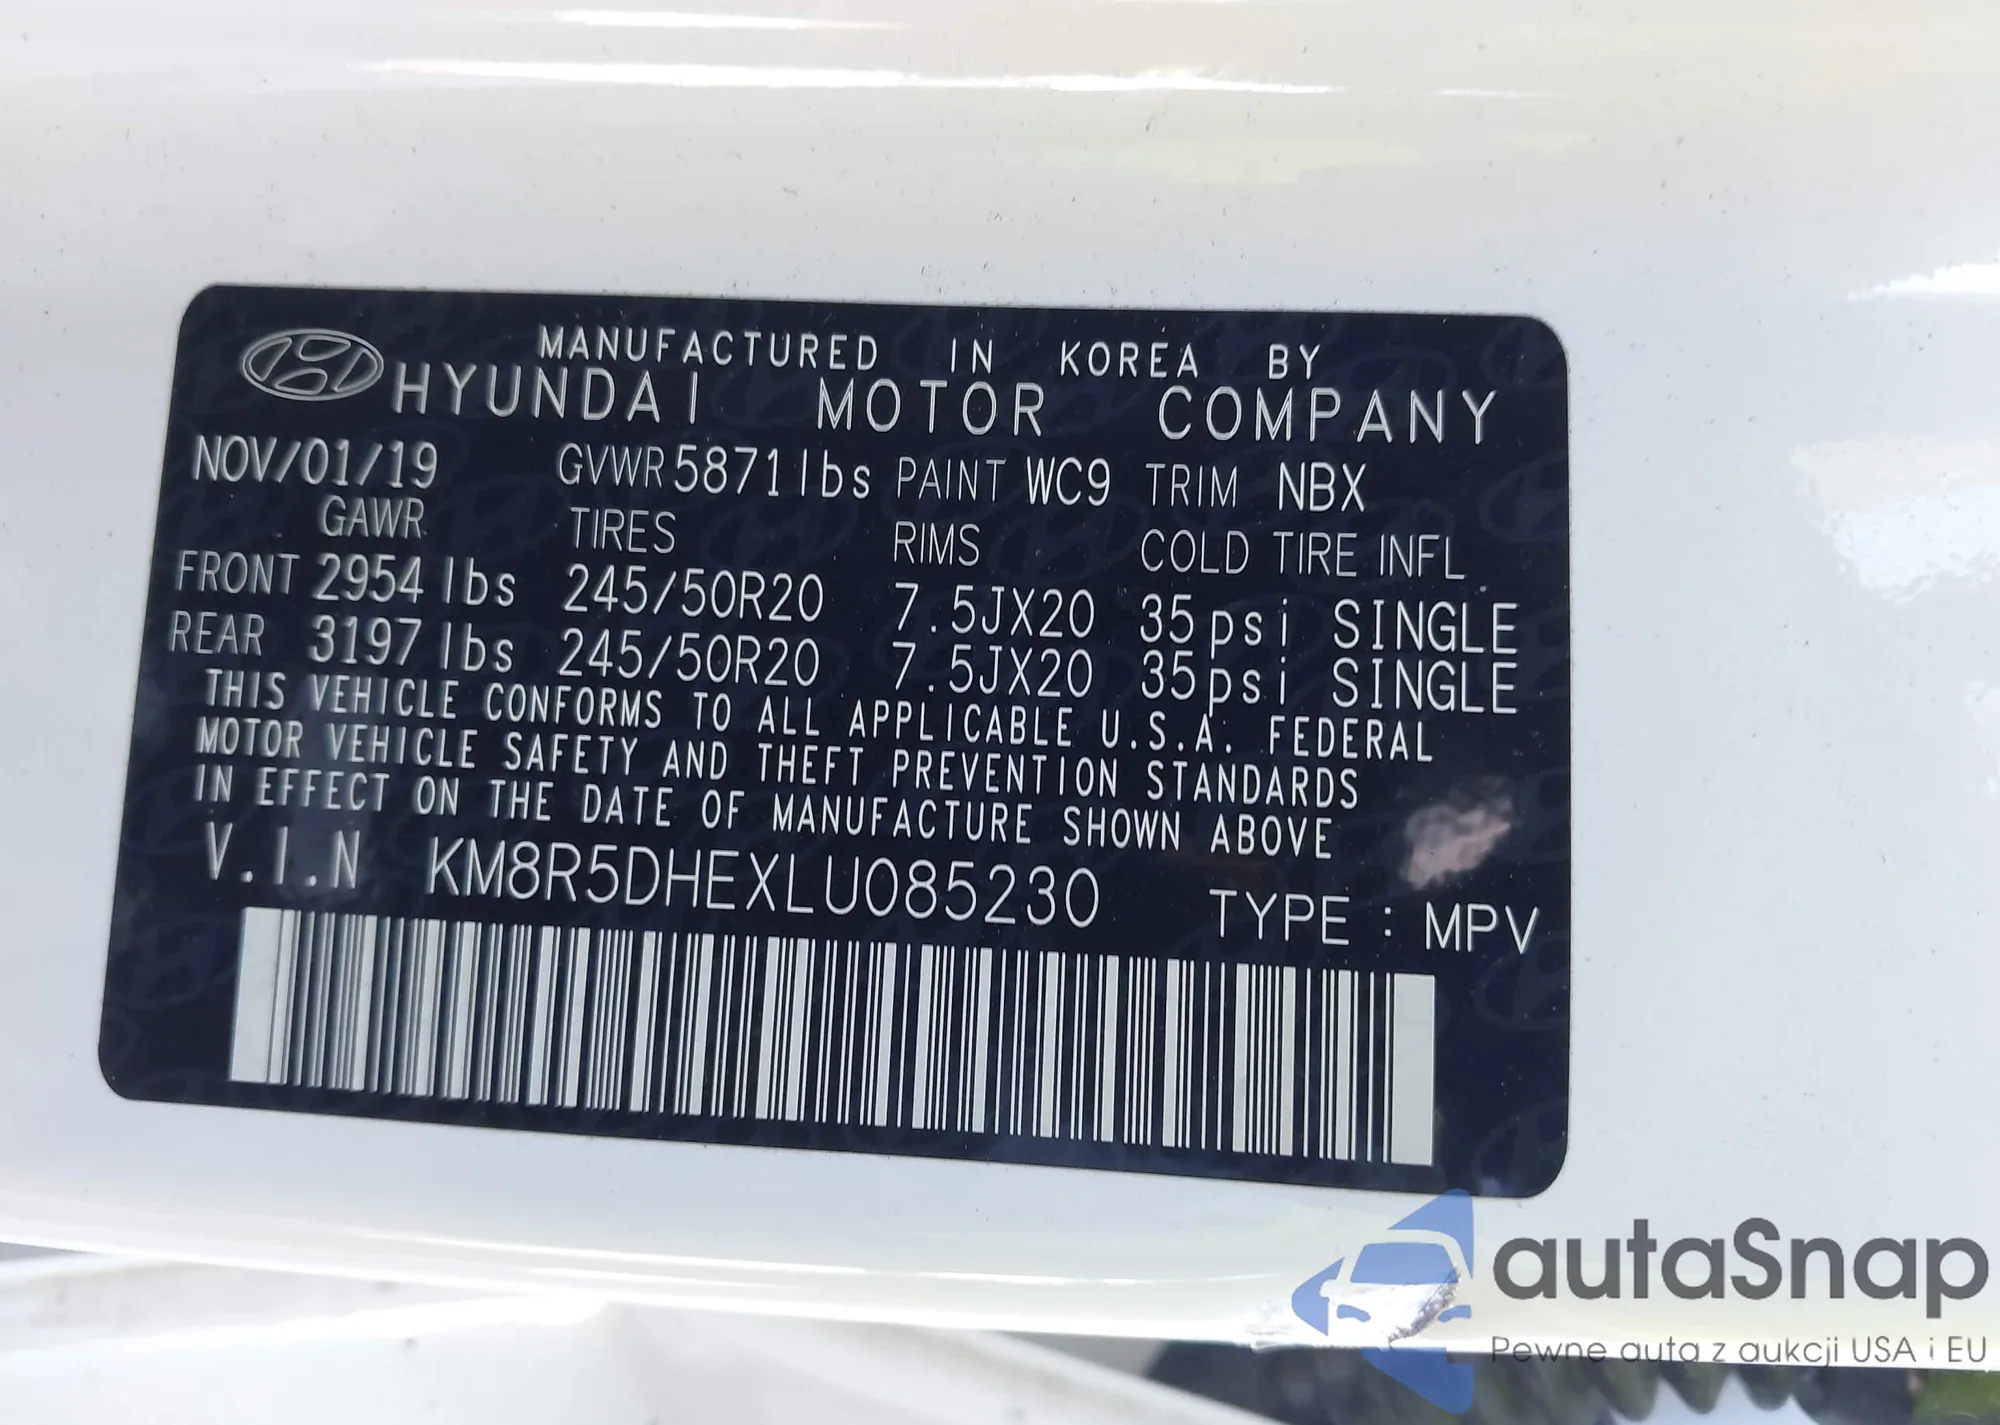 MANUFACTURED IN KOREA BY
HYUNDAI MOTOR COMPANY
NOV/01/19 GVWR 5871lbs PAINT WC9 TRIM NBX
GAWR TIRES RIMS COLD TIRE INFL.
FRONT 2954 lbs 245/50R20 7.5JX20 35psi SINGLE
REAR 3197 lbs 245/50R20 7.5JX20 35psi SINGLE
THIS VEHICLE CONFORMS TO ALL APPLICABLE U.S.A. FEDERAL
MOTOR VEHICLE SAFETY AND THEFT PREVENTION STANDARDS
IN EFFECT ON THE DATE OF MANUFACTURE SHOWN ABOVE
V.I.N KM8R5DHEXLU085230 TYPE : MPV
autaSnap
Pewne auta z aukcji USA i EU